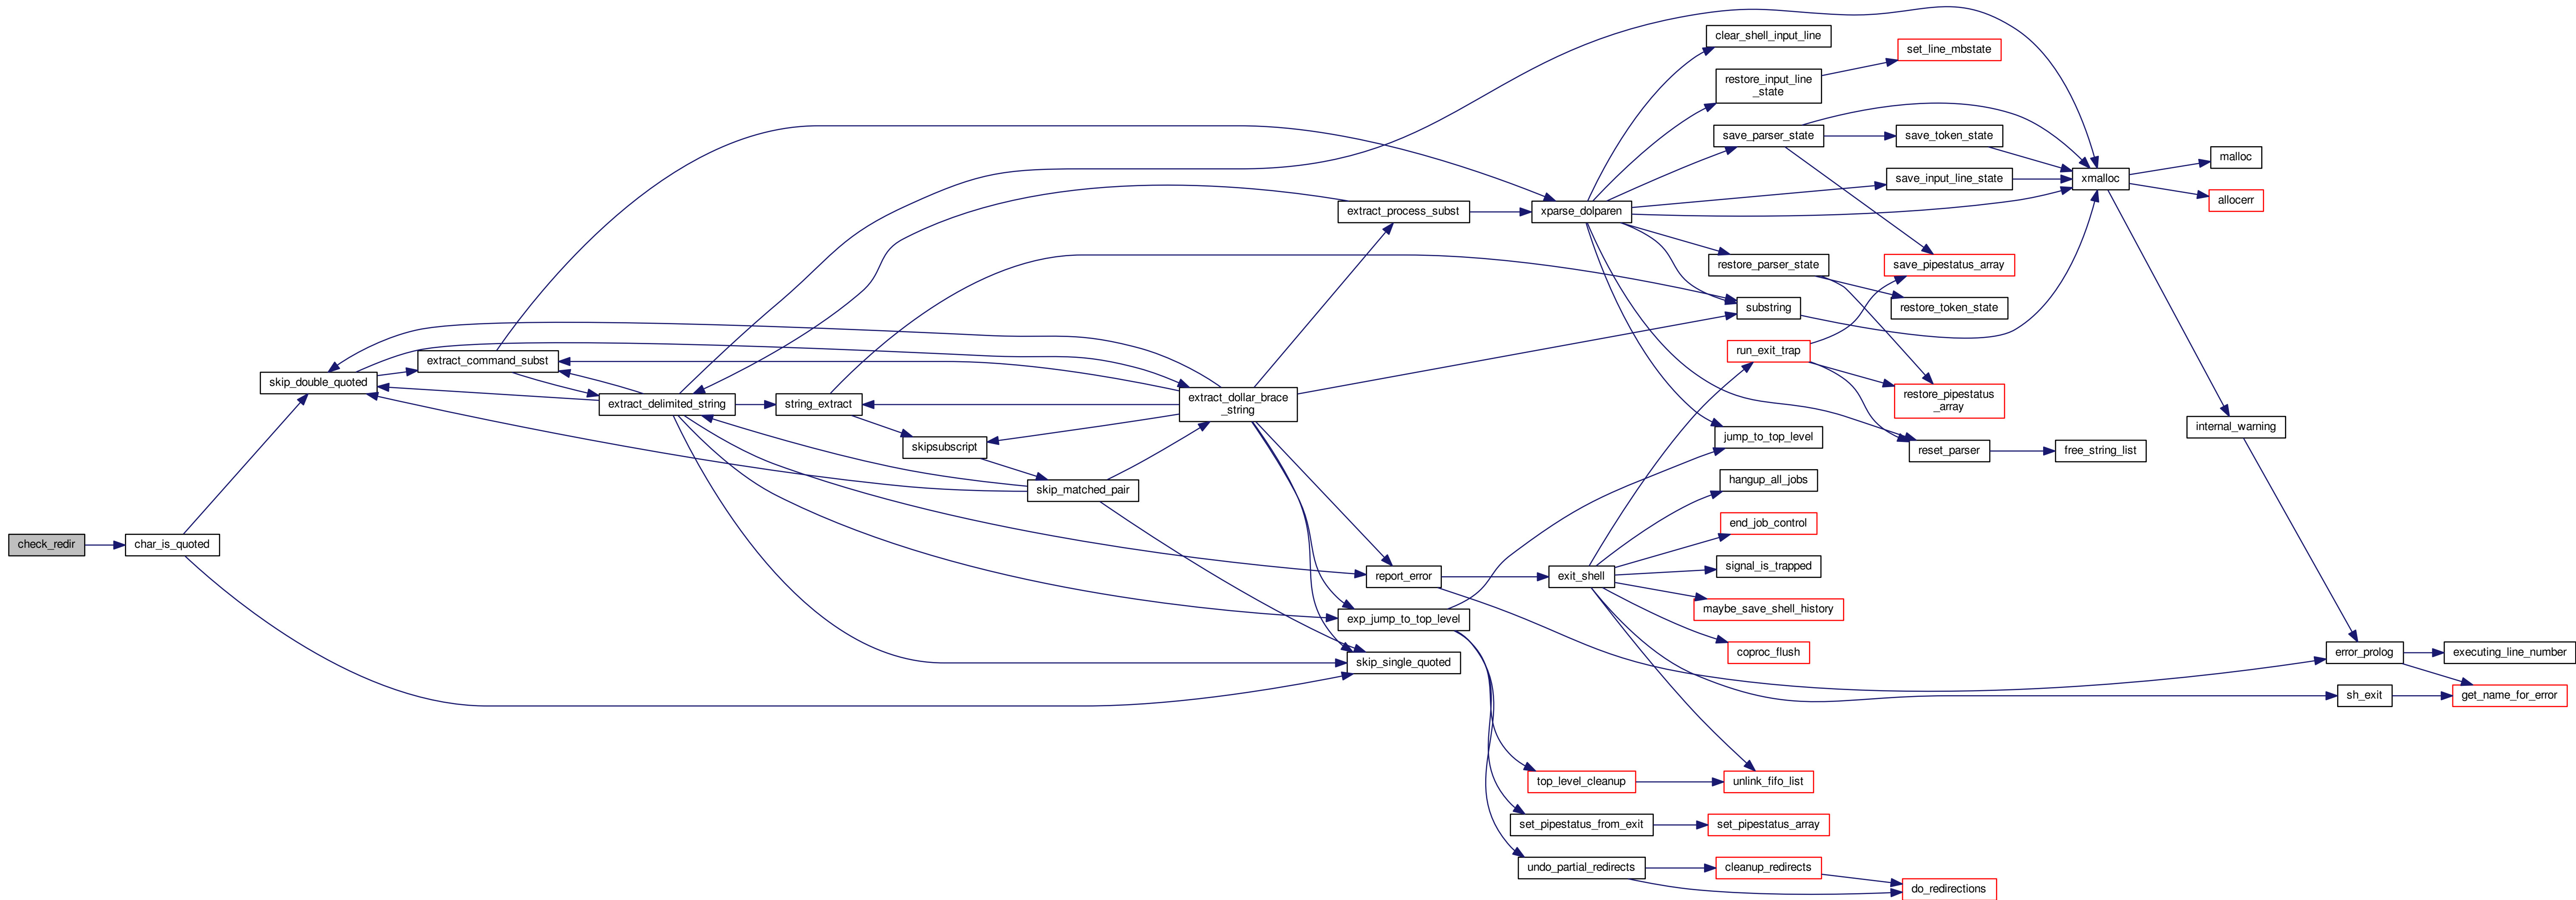 clear_shell_input_line
set_line_mbstate
restore_input_line
_state
save_parser_state
save_token_state
malloc
save_input_line_state
xmalloc
allocerr
extract_process_subst
xparse_dolparen
restore_parser_state
save_pipestatus_array
substring
restore_token_state
run_exit_trap
extract_command_subst
skip_double_quoted
extract_delimited_string
string_extract
extract_dollar_brace
_string
restore_pipestatus
_array
internal_warning
jump_to_top_level
skipsubscript
reset_parser
free_string_list
hangup_all_jobs
skip_matched_pair
end_job_control
check_redir
char_is_quoted
signal_is_trapped
report_error
exit_shell
maybe_save_shell_history
exp_jump_to_top_level
coproc_flush
error_prolog
executing_line_number
skip_single_quoted
sh_exit
get_name_for_error
top_level_cleanup
unlink_fifo_list
set_pipestatus_from_exit
set_pipestatus_array
undo_partial_redirects
cleanup_redirects
do_redirections